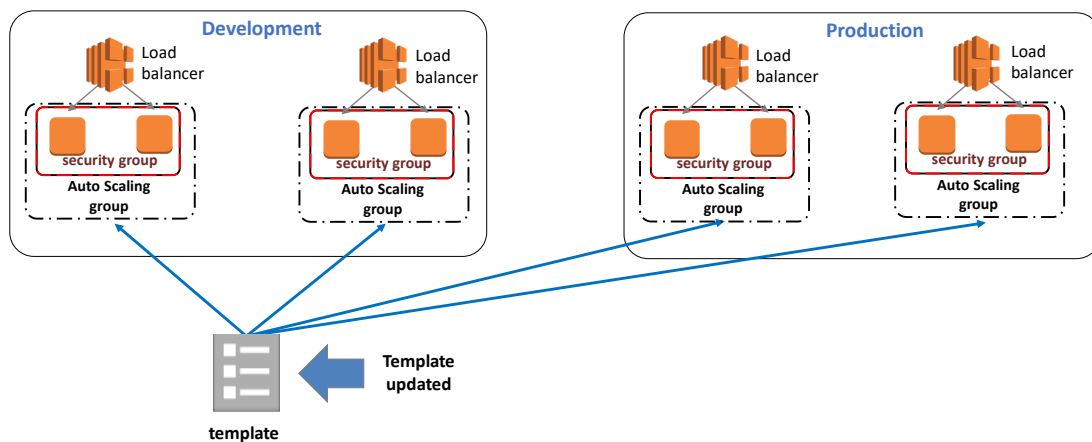 Development
Production
Load
balancer
Load
balancer
Load
balancer
Load
balancer
security group
security group
security group
security group
Auto Scaling
group
Auto Scaling
group
Auto Scaling
group
Auto Scaling
group
Template
updated
template